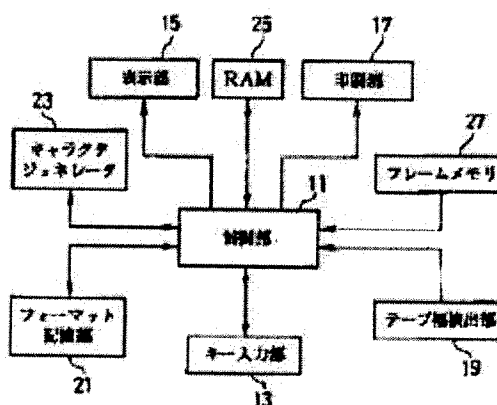 15
25
17
表示部
RAM
印刷部
23
キャラクタ
ジェネレータ
27
フレームメモリ
11
制御部
フォーマット
記憶部
21
キー入力部
13
テープ幅検出部
19